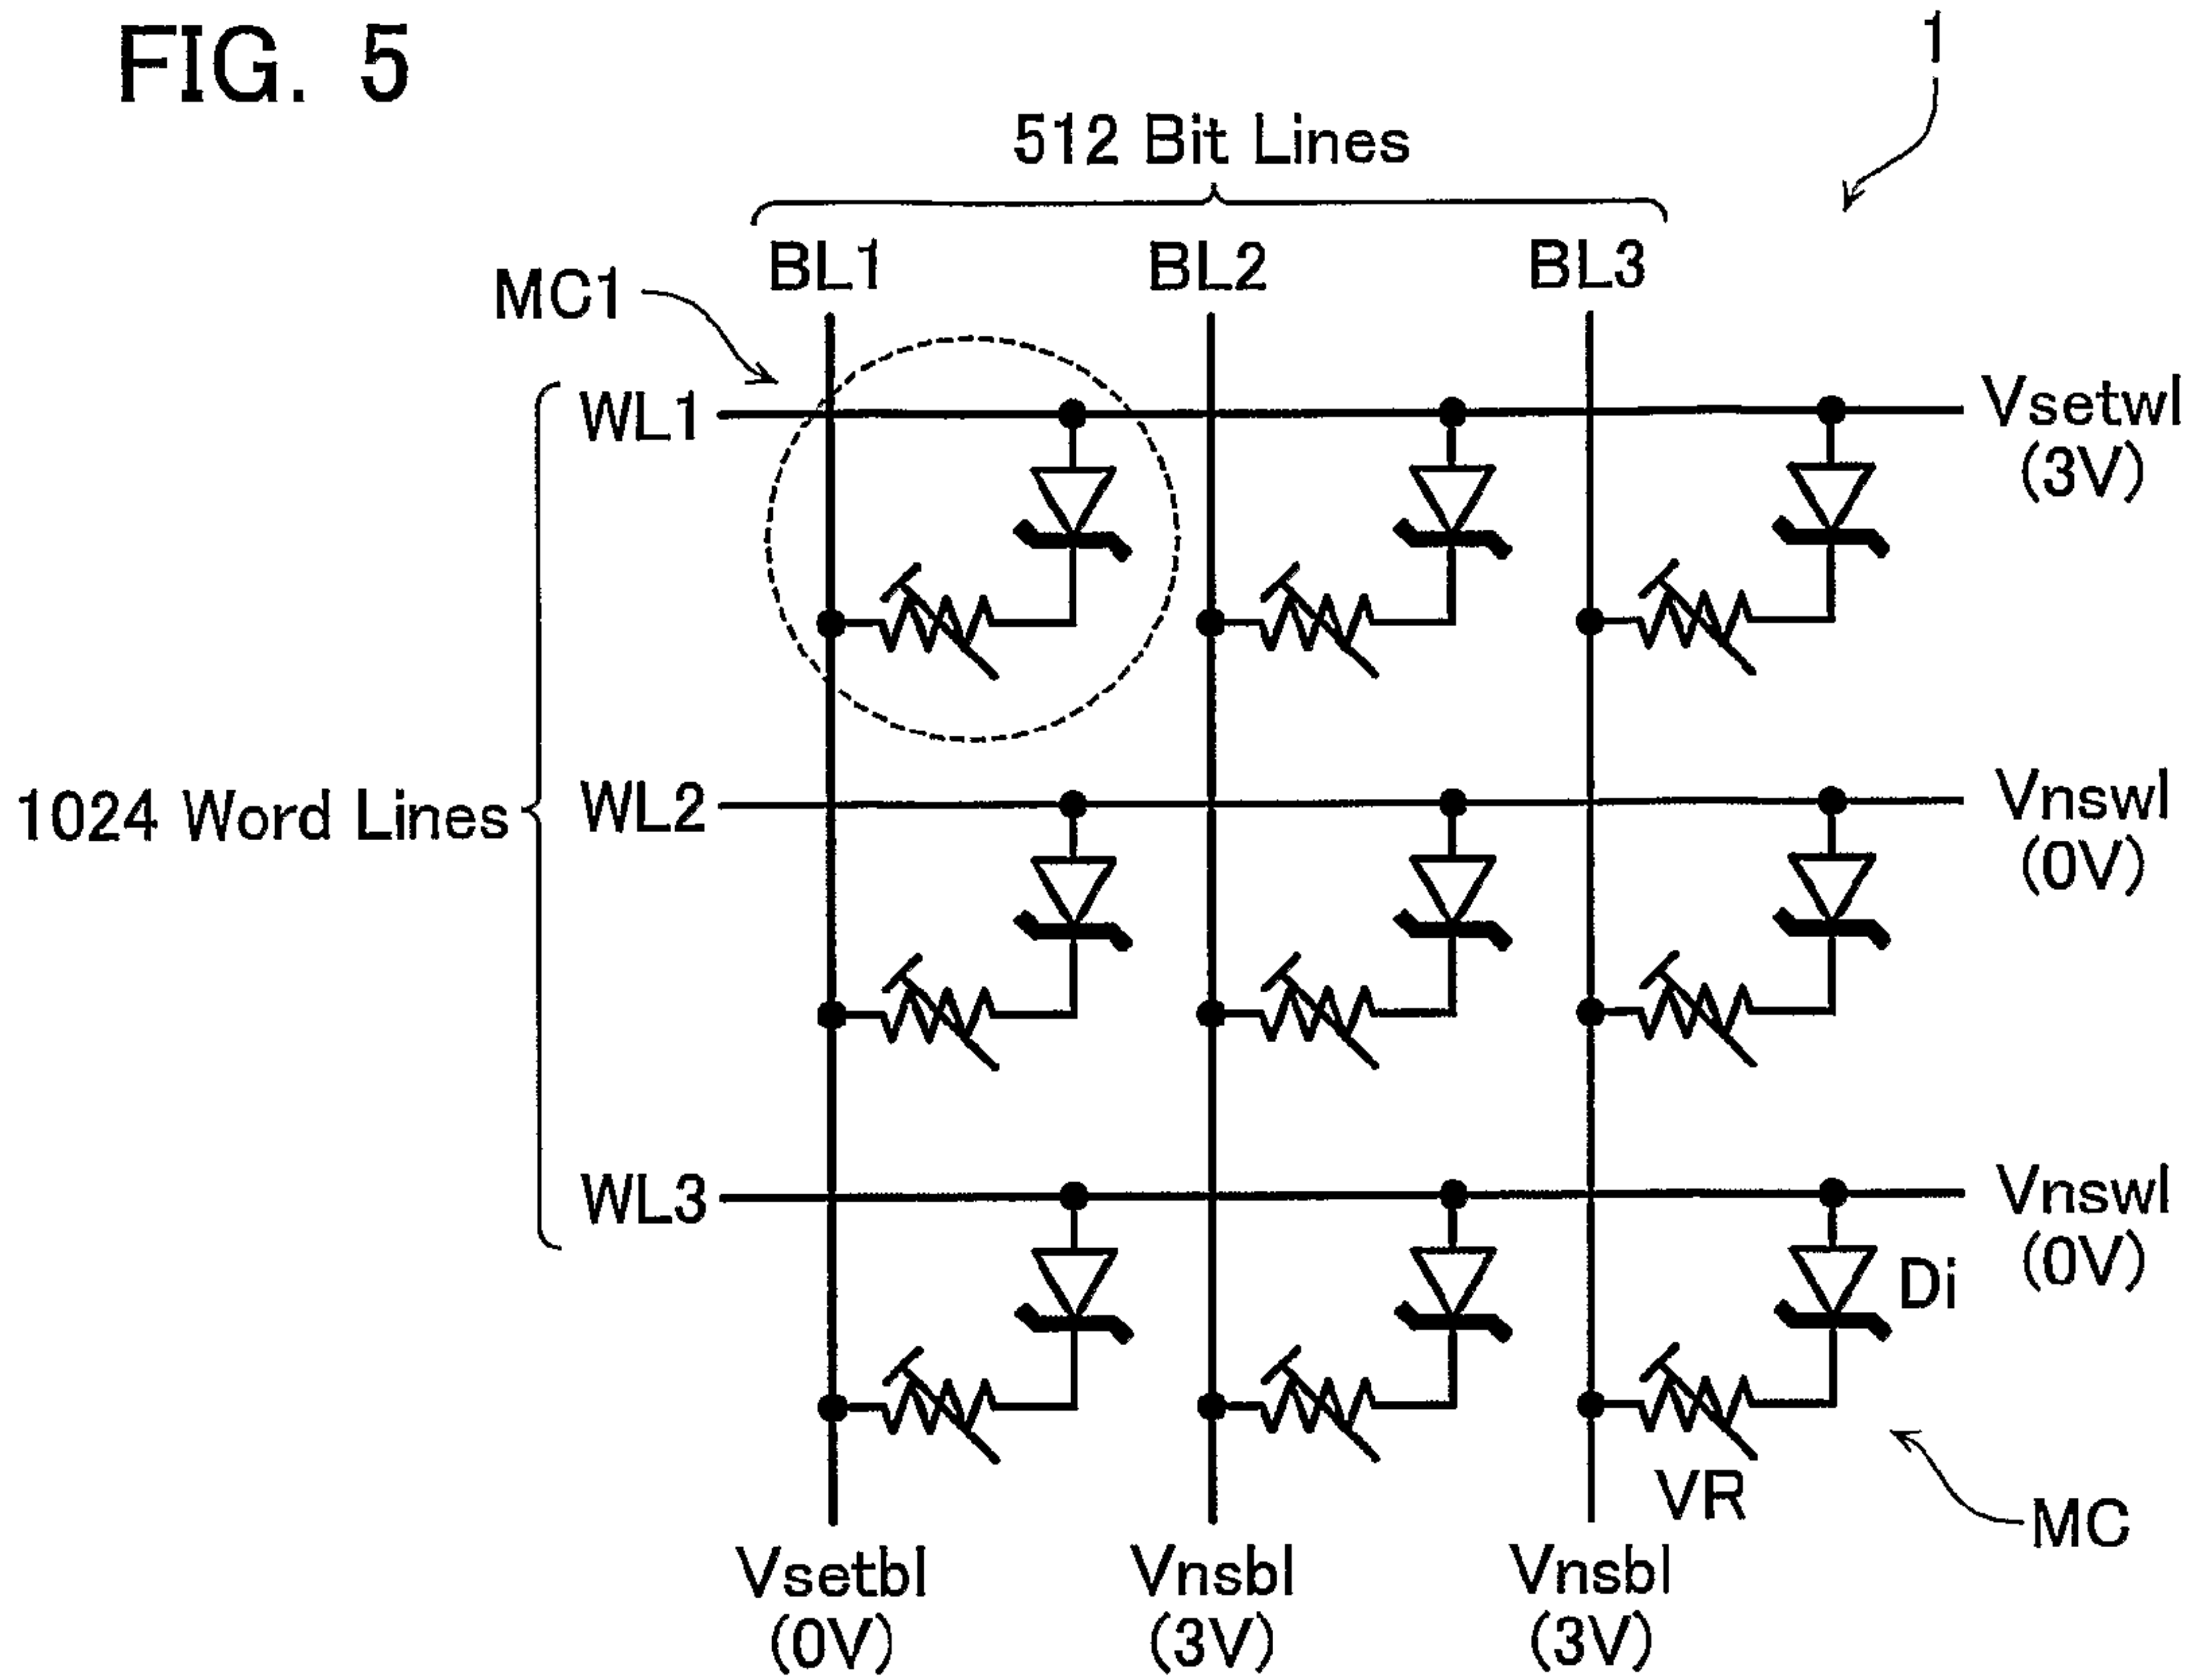 FIG. 5
1
512 Bit Lines
BL1 BL2 BL3
MC1
WL1
Vsetwl
(3V)
1024 Word Lines
WL2
Vnswl
(0V)
WL3
Vnswl
(0V)
Di
VR
MC
Vsetbl Vnsbl Vnsbl
(0V) (3V) (3V)